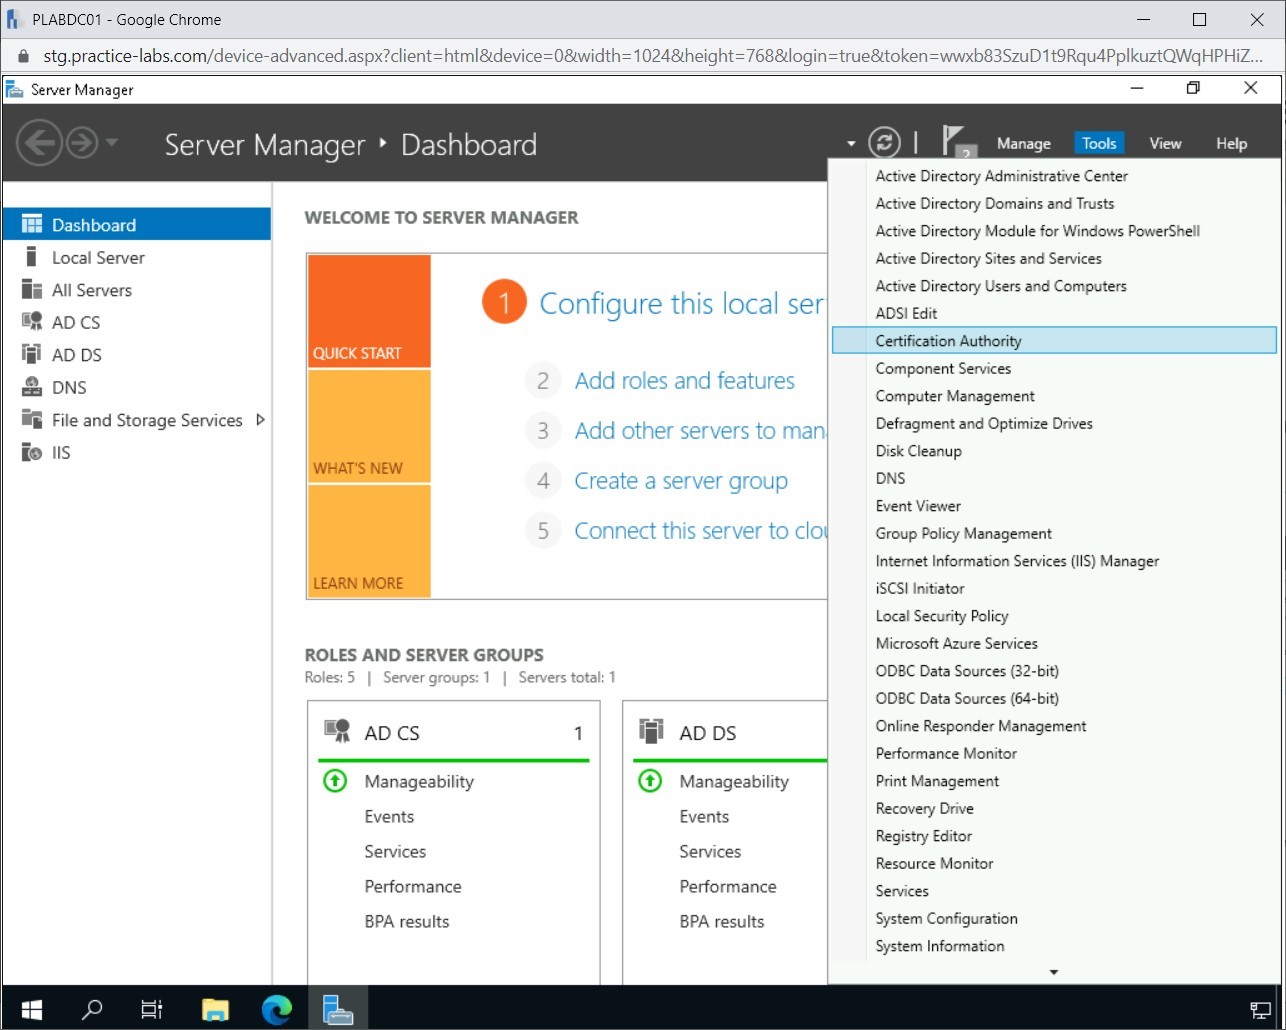 PLABDC01 - Google Chrome
stg.practice-labs.com/device-advanced.aspx?client=html&device=0&width=1024&height=768&login=true&token=wwxb83SzuD1t9Rqu4PplkuztQWqHPHiZ...
Server Manager
Server Manager ‣ Dashboard
2
Manage
Tools
View
Help
Dashboard
Local Server
All Servers
AD CS
AD DS
DNS
File and Storage Services
IIS
WELCOME TO SERVER MANAGER
QUICK START
WHAT'S NEW
LEARN MORE
1 Configure this local ser
2 Add roles and features
3 Add other servers to man
4 Create a server group
5 Connect this server to clou
ROLES AND SERVER GROUPS
Roles: 5 | Server groups: 1 | Servers total: 1
AD CS 1
Manageability
Events
Services
Performance
BPA results
AD DS
Manageability
Events
Services
Performance
BPA results
Active Directory Administrative Center
Active Directory Domains and Trusts
Active Directory Module for Windows PowerShell
Active Directory Sites and Services
Active Directory Users and Computers
ADSI Edit
Certification Authority
Component Services
Computer Management
Defragment and Optimize Drives
Disk Cleanup
DNS
Event Viewer
Group Policy Management
Internet Information Services (IIS) Manager
iSCSI Initiator
Local Security Policy
Microsoft Azure Services
ODBC Data Sources (32-bit)
ODBC Data Sources (64-bit)
Online Responder Management
Performance Monitor
Print Management
Recovery Drive
Registry Editor
Resource Monitor
Services
System Configuration
System Information